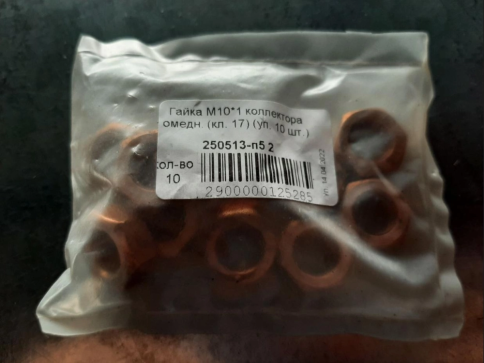 Гайка М10*1 коллектора
омедн. (кл. 17) (уп. 10 шт.)
250513-п5 2
кол-во
10
2900000125285